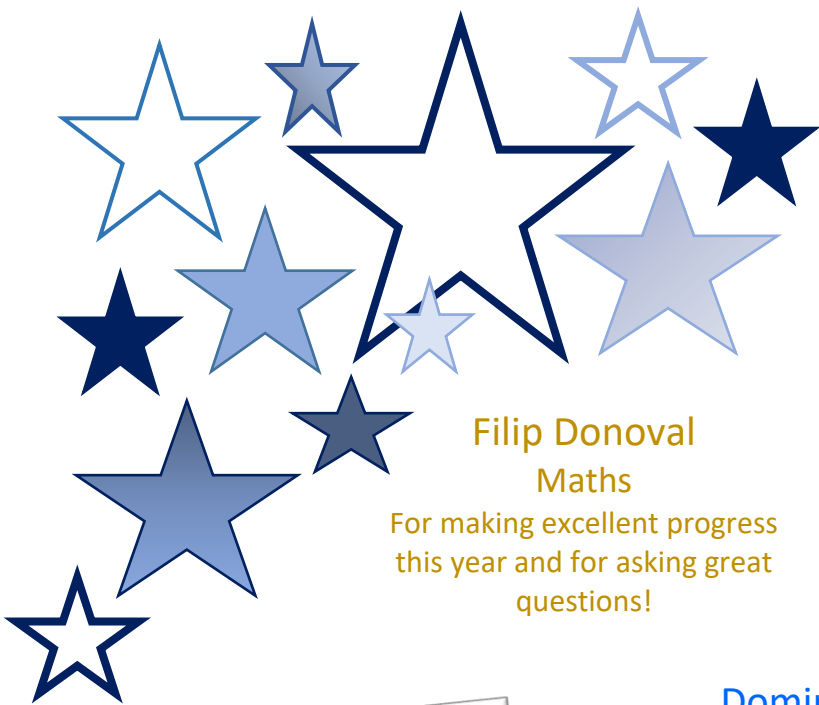 Filip Donoval
Maths
For making excellent progress
this year and for asking great
questions!